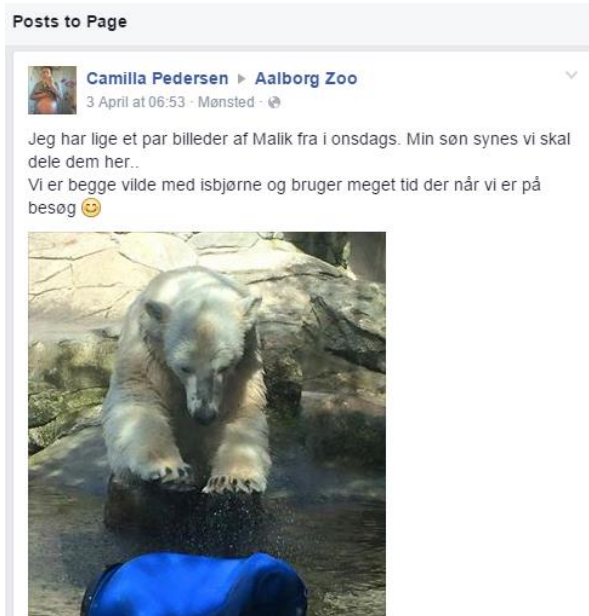 Posts to Page
Camilla Pedersen ▸ Aalborg Zoo
3 April at 06:53 · Mønsted ·
Jeg har lige et par billeder af Malik fra i onsdags. Min søn synes vi skal
dele dem her..
Vi er begge vilde med isbjørne og bruger meget tid der når vi er på
besøg 😊